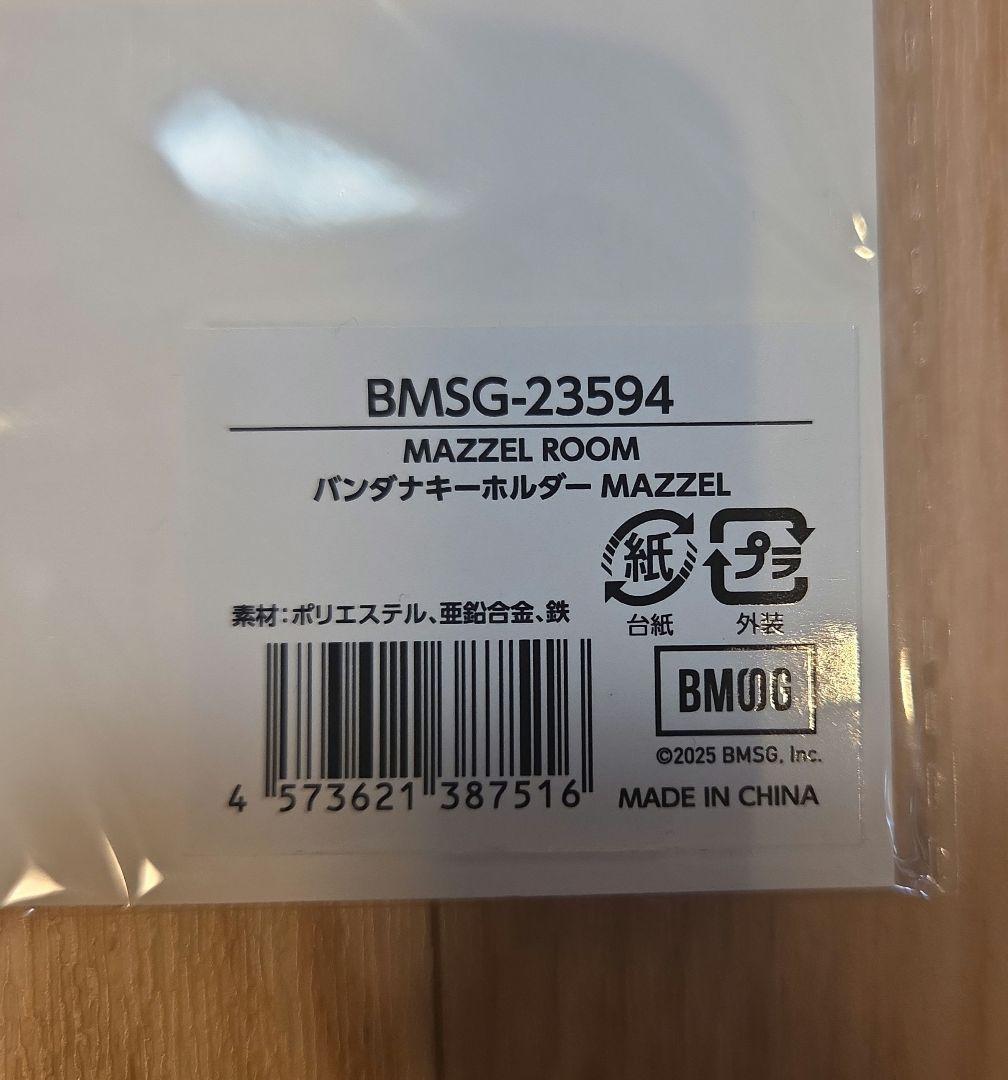 BMSG-23594
MAZZEL ROOM
バンダナキーホルダー MAZZEL
紙
プラ
台紙
外装
素材:ポリエステル、亜鉛合金、鉄
BMSG
©2025 BMSG, Inc.
4 573621 387516
MADE IN CHINA